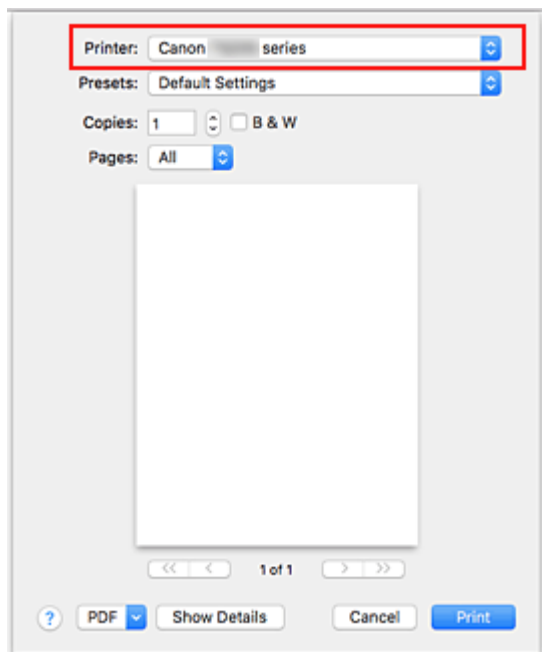 Printer: Canon series
Presets: Default Settings
Copies: 1 B & W
Pages: All
<< < 1 of 1 > >>
? PDF Show Details Cancel Print